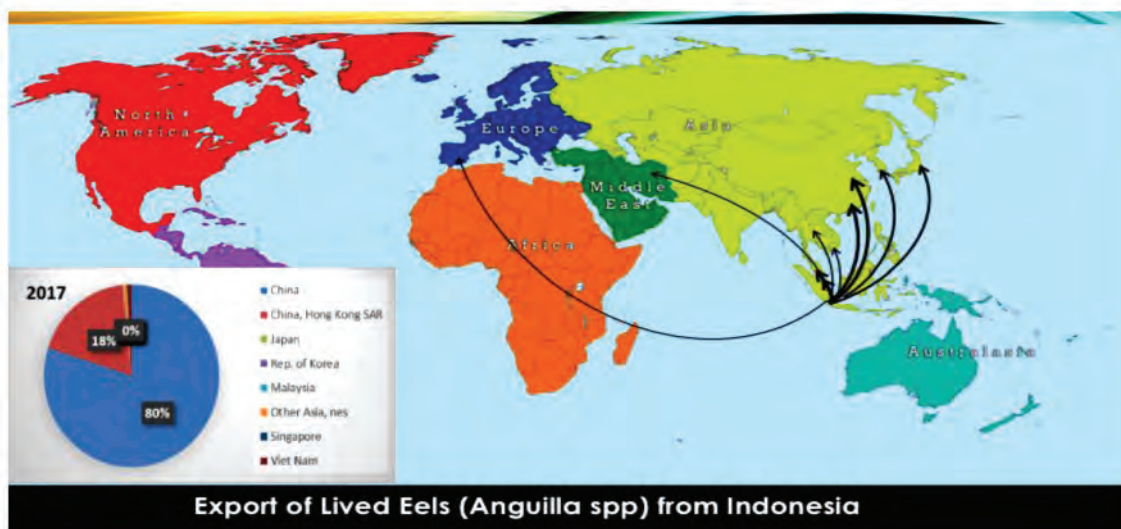 North
America
Europe
Asia
Middle
East
Africa
Australasia
2017
18%
0%
80%
China
China, Hong Kong SAR
Japan
Rep. of Korea
Malaysia
Other Asia, nes
Singapore
Viet Nam
Export of Lived Eels (Anguilla spp) from Indonesia